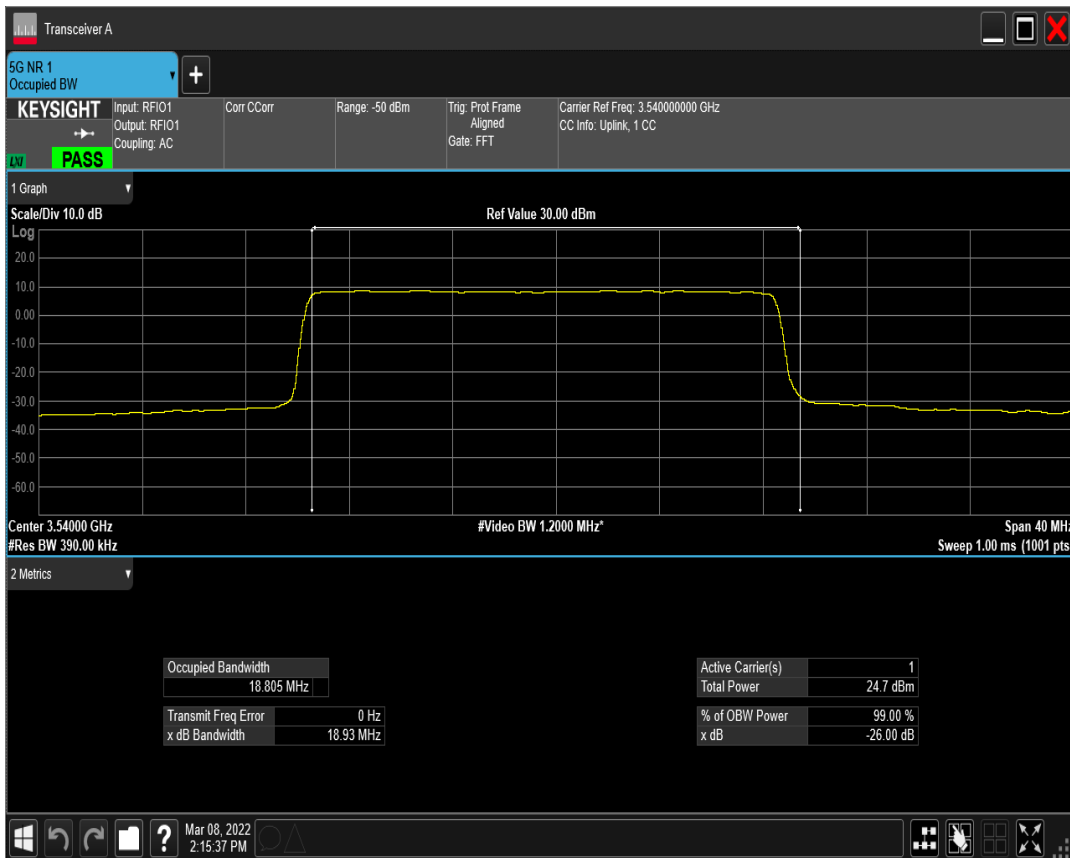 Transceiver A
5G NR 1
Occupied BW
KEYSIGHT
LXI
PASS
Input: RFIO1
Output: RFIO1
Coupling: AC
Corr CCorr
Range: -50 dBm
Trig: Prot Frame
Aligned
Gate: FFT
Carrier Ref Freq: 3.540000000 GHz
CC Info: Uplink, 1 CC
1 Graph
Scale/Div 10.0 dB
Ref Value 30.00 dBm
Log
20.0
10.0
0.00
-10.0
-20.0
-30.0
-40.0
-50.0
-60.0
Center 3.54000 GHz
#Video BW 1.2000 MHz*
Span 40 MHz
#Res BW 390.00 kHz
Sweep 1.00 ms (1001 pts
2 Metrics
Occupied Bandwidth
18.805 MHz
Transmit Freq Error 0 Hz
x dB Bandwidth 18.93 MHz
Active Carrier(s) 1
Total Power 24.7 dBm
% of OBW Power 99.00 %
x dB -26.00 dB
?
Mar 08, 2022
2:15:37 PM